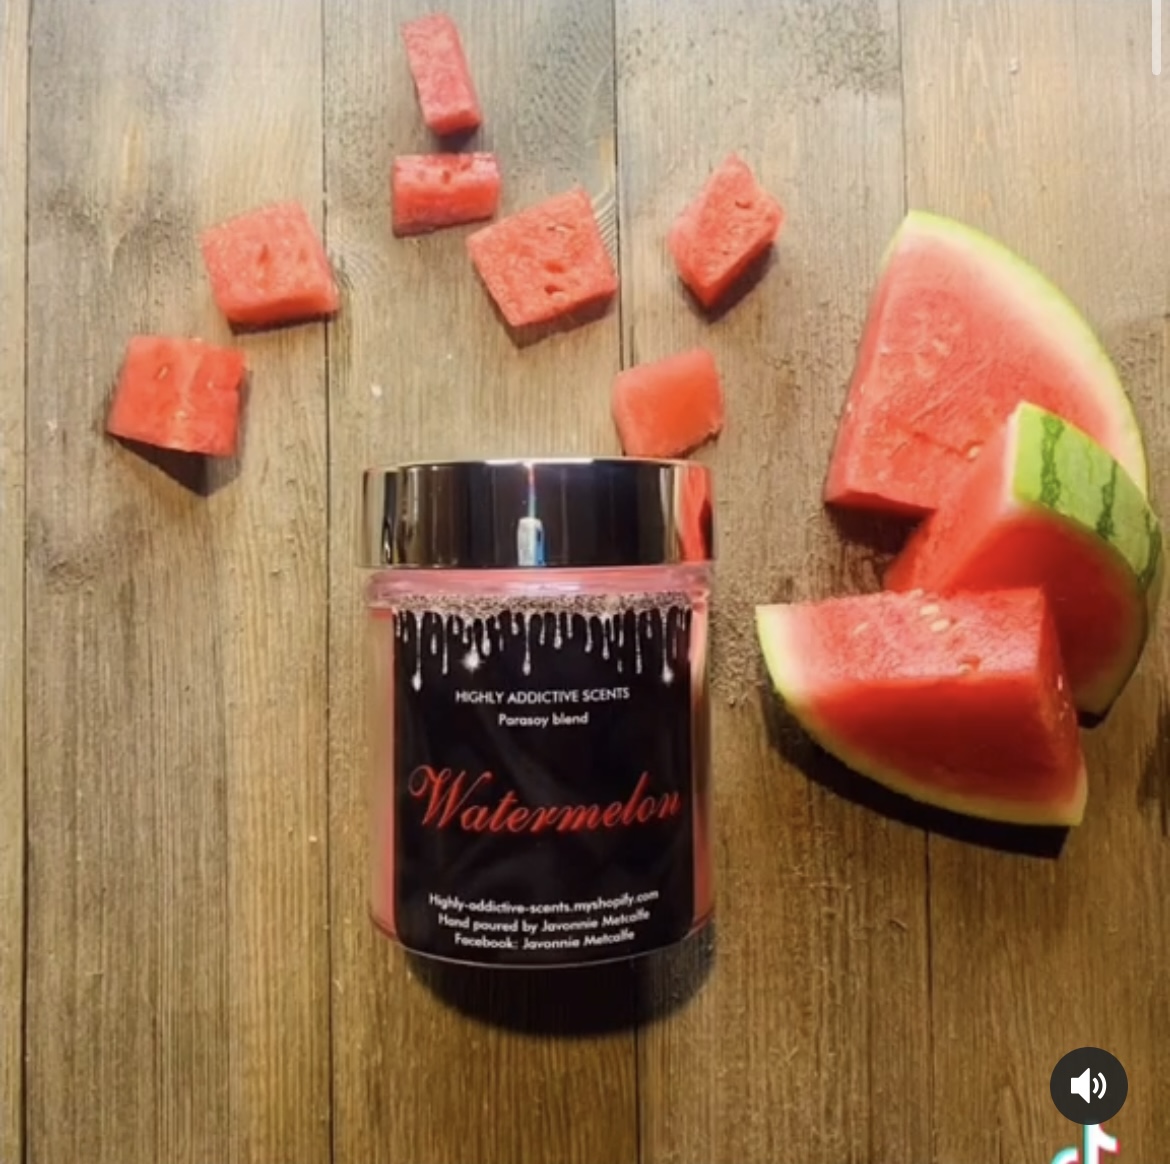 HIGHLY ADDICTIVE SCENTS
Parasoy blend
Watermelon
Highly-addictive-scents.myshopify.com
Hand poured by Javonnie Metcalfe
Facebook: Javonnie Metcalfe